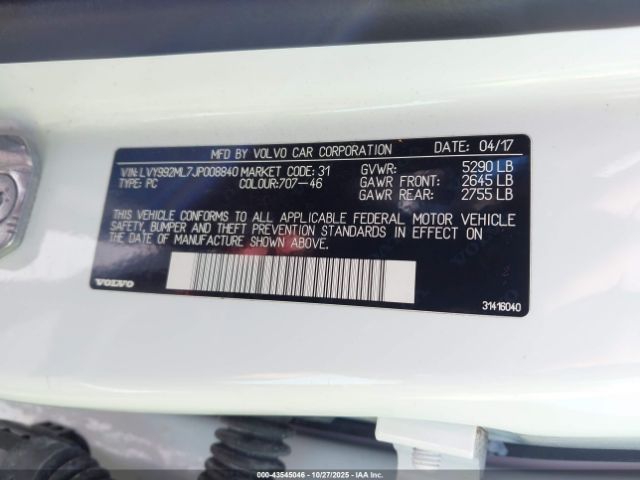 MFD BY VOLVO CAR CORPORATION DATE: 04/17
VIN: LVY992ML7JP008840 MARKET CODE: 31 GVWR: 5290 LB
TYPE: PC COLOUR:707-46 GAWR FRONT: 2645 LB
GAWR REAR: 2755 LB
THIS VEHICLE CONFORMS TO ALL APPLICABLE FEDERAL MOTOR VEHICLE
SAFETY, BUMPER AND THEFT PREVENTION STANDARDS IN EFFECT ON
THE DATE OF MANUFACTURE SHOWN ABOVE.
VOLVO
31416040
000-43545046 - 10/27/2025 - IAAI.com